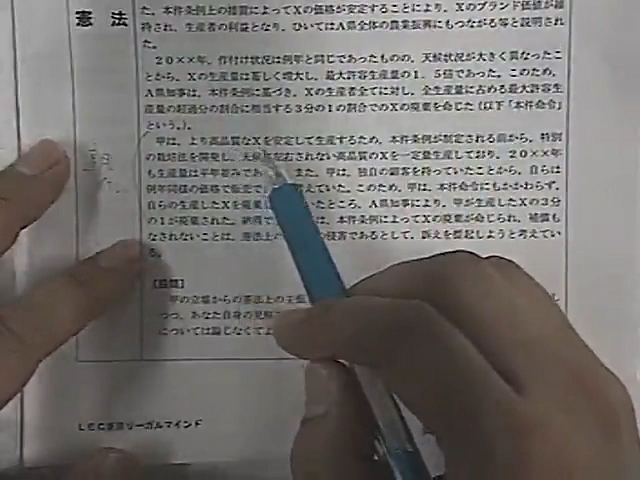 憲法
た。本件条例上の措置によってXの価格が安定することにより、Xのブランド価値が維
持され、生産者の利益となり、ひいてはA県全体の農業振興にもつながる等と説明され
た。
20××年、作付け状況は例年と同じであったものの、天候状況が大きく異なったこ
とから、Xの生産量は著しく増大し、最大許容生産量の1.5倍であった。このため、
A県知事は、本件条例に基づき、Xの生産者全てに対し、全生産量に占める最大許容生
産量の超過分の割合に相当する3分の1の割合でのXの廃棄を命じた(以下「本件命令」
という。)。
甲は、より高品質なXを安定して生産するため、本件条例が制定される前から、特別
の栽培法を開発し、天候に左右されない高品質のXを一定量生産しており、20××年
も生産量は平年並みで また、甲は、独自の顧客を持っていたことから、自らは
例年同様の価格で販売で 考えていた。このため、甲は、本件命令にもかかわらず、
自らの生産したXを廃棄 いたところ、A県知事により、甲が生産したXの3分
の1が廃棄された。納得で は、本件条例によってXの廃棄が命じられ、補償も
なされないことは、憲法上の の侵害であるとして、訴えを提起しようと考えてい
る。
[設問]
甲の立場からの憲法上の主張
つつ、あなた自身の見解
については論じなくてよ
LEC東京リーガルマインド